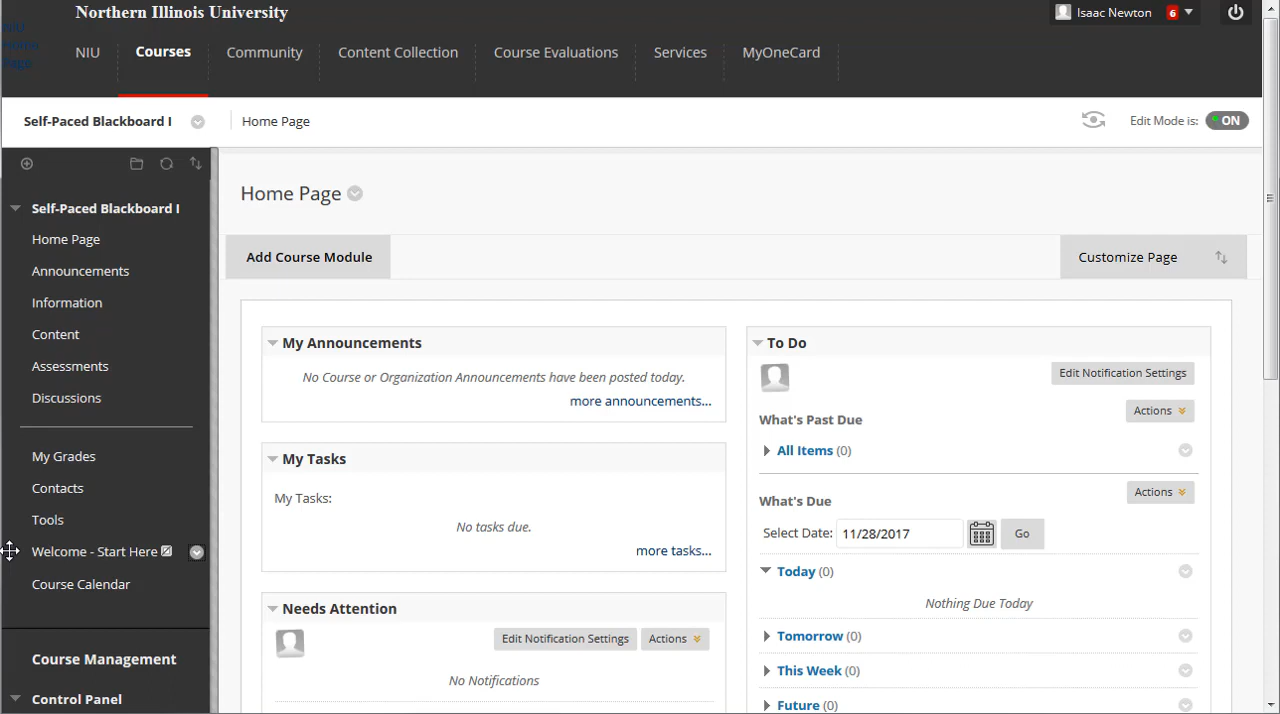 Northern Illinois University
Isaac Newton 6
NIU Home Page
NIU
Courses
Community
Content Collection
Course Evaluations
Services
MyOneCard
Self-Paced Blackboard I
Home Page
Edit Mode is: ON
Self-Paced Blackboard I
Home Page
Announcements
Information
Content
Assessments
Discussions
My Grades
Contacts
Tools
Welcome - Start Here
Course Calendar
Course Management
Control Panel
Home Page
Add Course Module
Customize Page
My Announcements
No Course or Organization Announcements have been posted today.
more announcements...
My Tasks
My Tasks:
No tasks due.
more tasks...
Needs Attention
Edit Notification Settings
Actions
No Notifications
To Do
Edit Notification Settings
Actions
What's Past Due
All Items (0)
Actions
What's Due
Select Date: 11/28/2017 Go
Today (0)
Nothing Due Today
Tomorrow (0)
This Week (0)
Future (0)